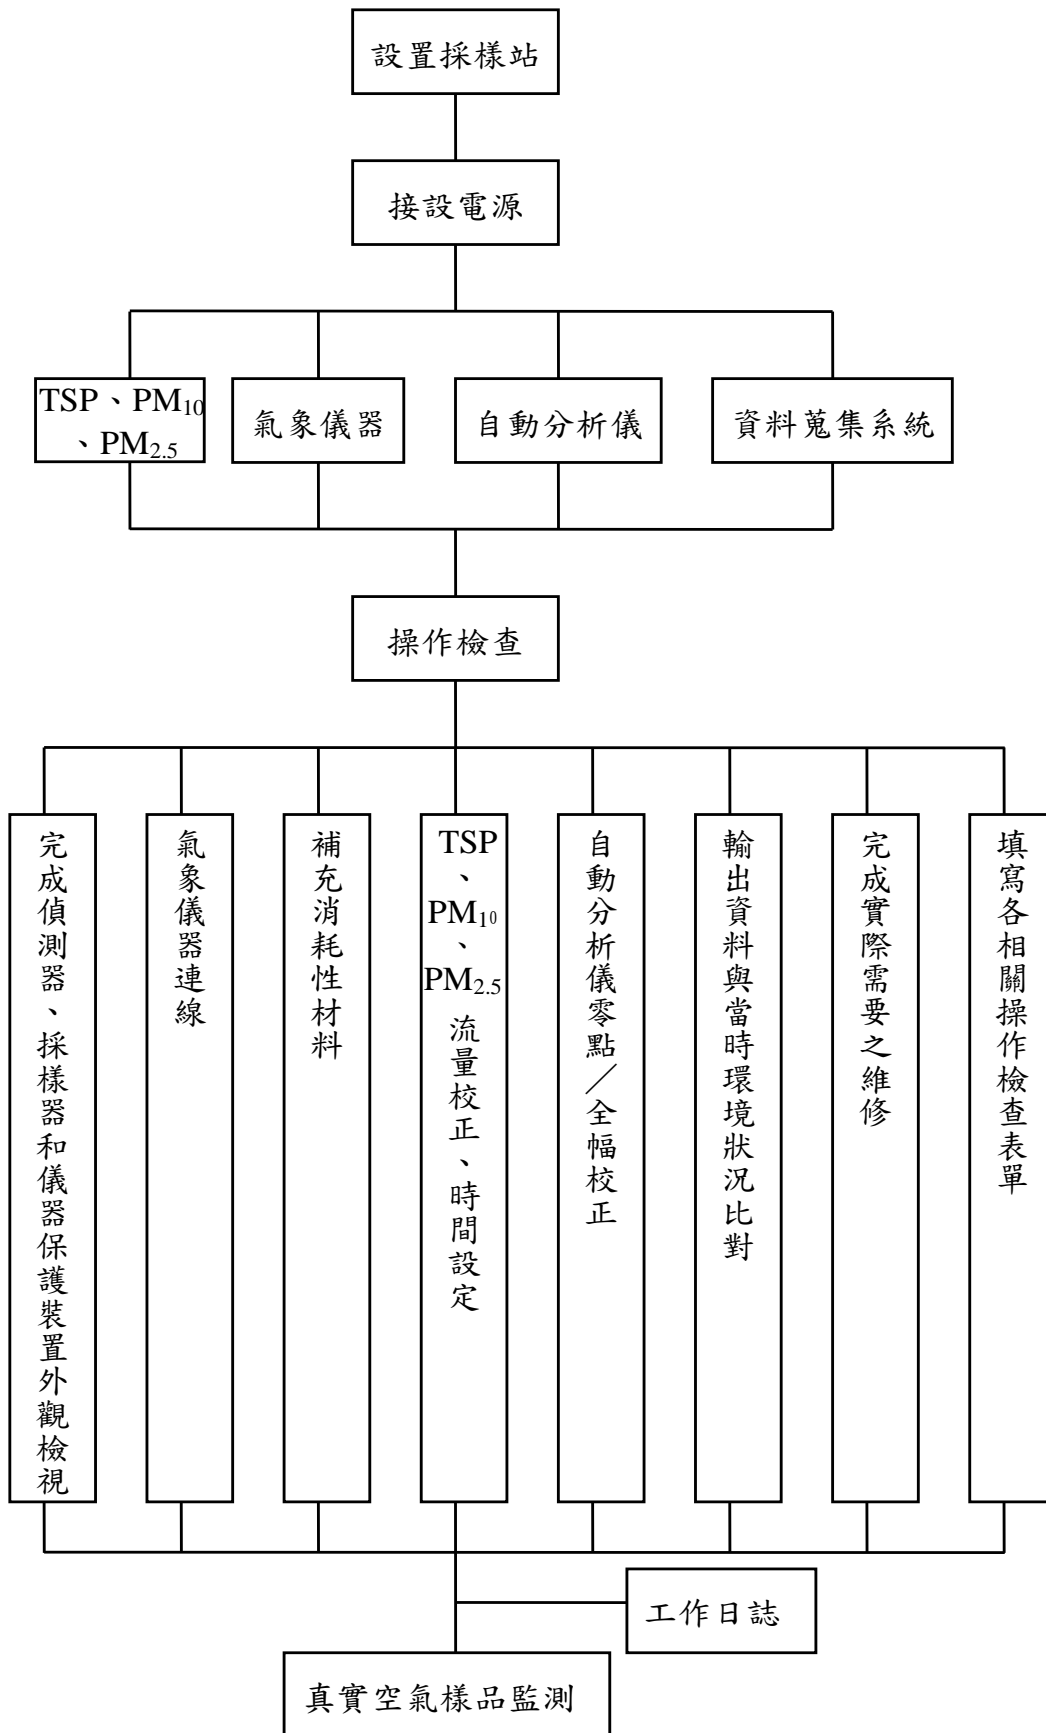 設置採樣站
接設電源
TSP、PM₁₀
、PM₂.₅
氣象儀器
自動分析儀
資料蒐集系統
操作檢查
完成偵測器、採樣器和儀器保護裝置外觀檢視
氣象儀器連線
補充消耗性材料
TSP、PM₁₀、PM₂.₅流量校正、時間設定
自動分析儀零點／全幅校正
輸出資料與當時環境狀況比對
完成實際需要之維修
填寫各相關操作檢查表單
工作日誌
真實空氣樣品監測